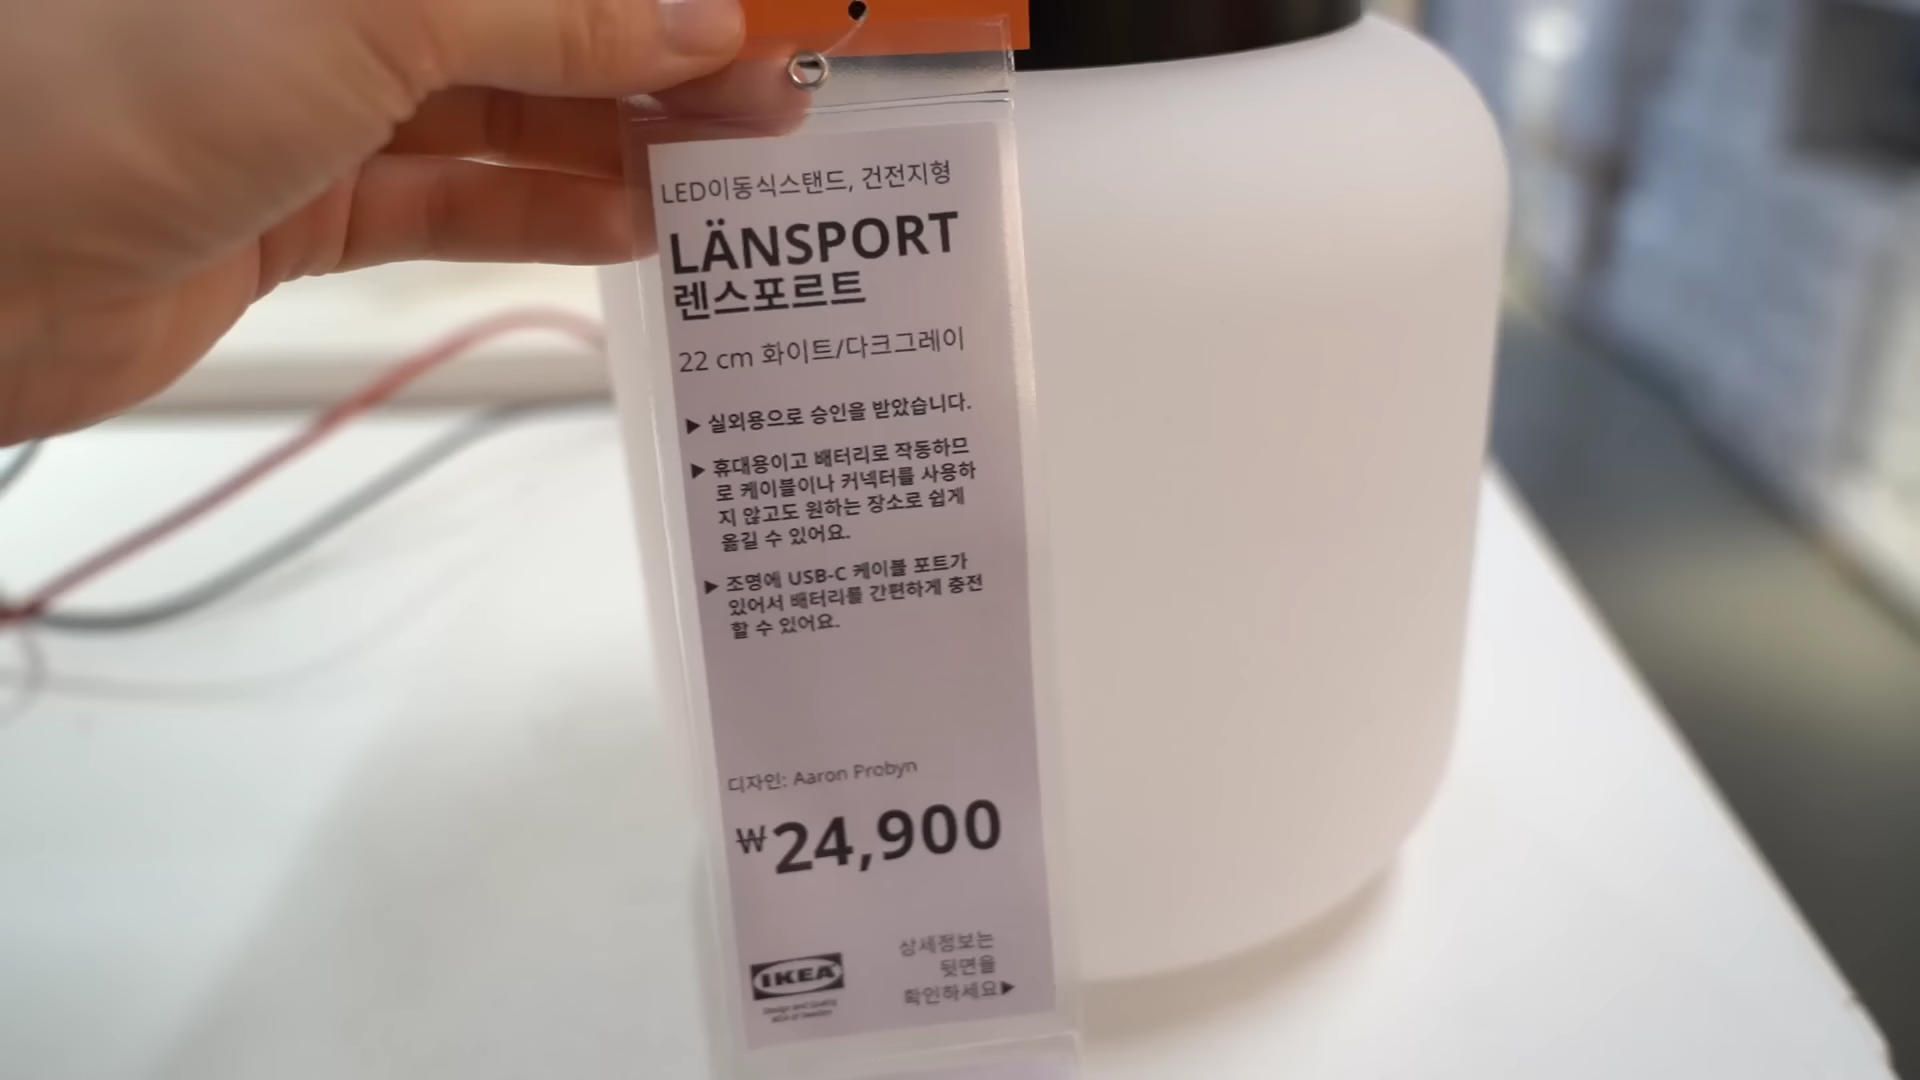 LED이동식스탠드, 건전지형
LÄNSPORT
렌스포르트
22 cm 화이트/다크그레이
▶ 실외용으로 승인을 받았습니다.
▶ 휴대용이고 배터리로 작동하므
로 케이블이나 커넥터를 사용하
지 않고도 원하는 장소로 쉽게
옮길 수 있어요.
▶ 조명에 USB-C 케이블 포트가
있어서 배터리를 간편하게 충전
할 수 있어요.
디자인: Aaron Probyn
₩24,900
상세정보는
뒷면을
확인하세요▶
IKEA
Design and Quality
IKEA of Sweden